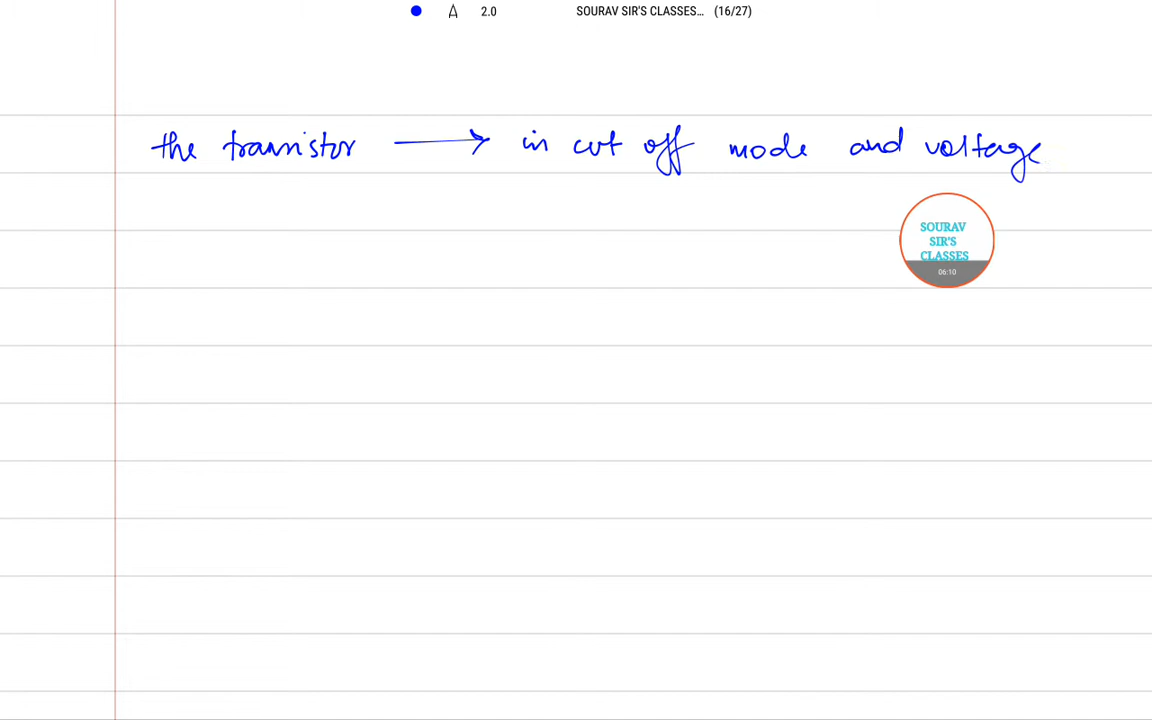 2.0 SOURAV SIR'S CLASSES... (16/27)
the transistor → in cut off mode and voltage
SOURAV
SIR'S
CLASSES
06:10